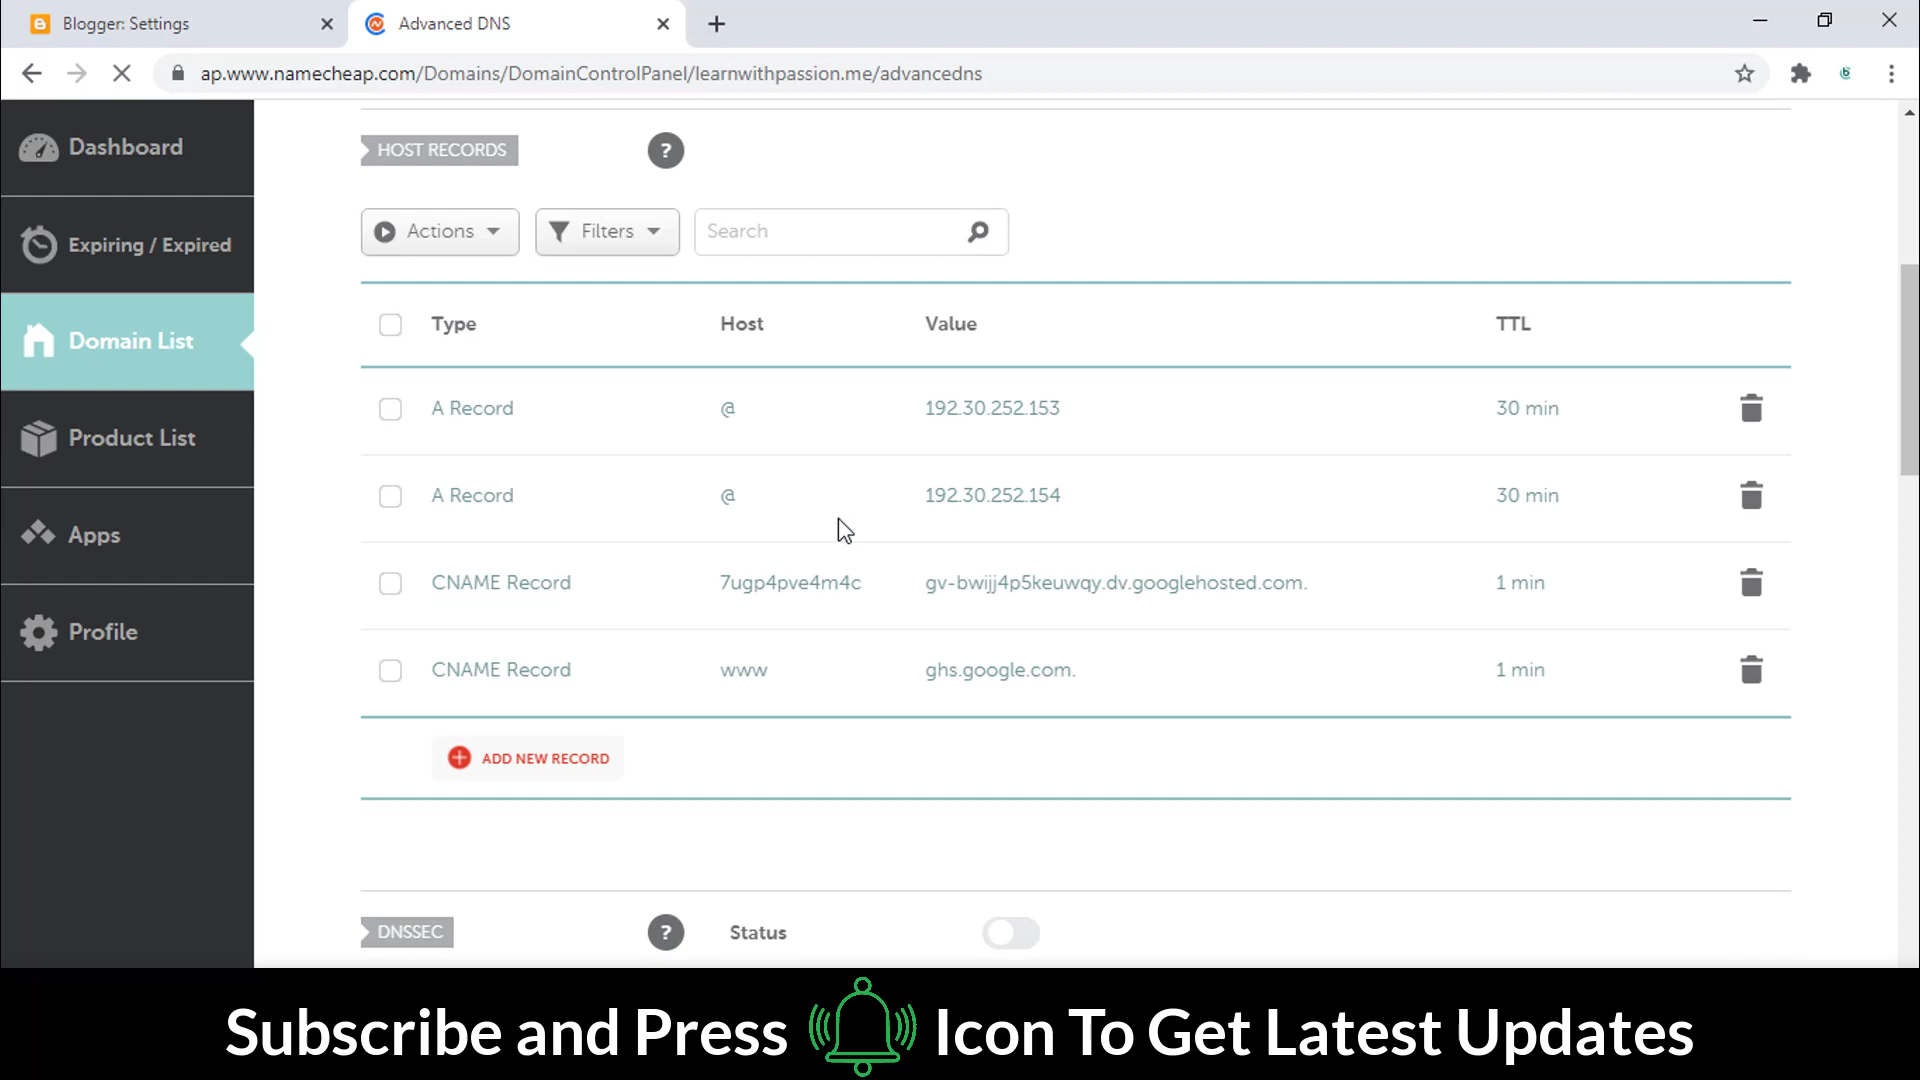 Blogger: Settings
Advanced DNS
ap.www.namecheap.com/Domains/DomainControlPanel/learnwithpassion.me/advancedns
Dashboard
Expiring / Expired
Domain List
Product List
Apps
Profile
HOST RECORDS ?
Actions Filters Search
Type Host Value TTL
A Record @ 192.30.252.153 30 min
A Record @ 192.30.252.154 30 min
CNAME Record 7ugp4pve4m4c gv-bwijj4p5keuwqy.dv.googlehosted.com. 1 min
CNAME Record www ghs.google.com. 1 min
ADD NEW RECORD
DNSSEC ? Status
Subscribe and Press Icon To Get Latest Updates